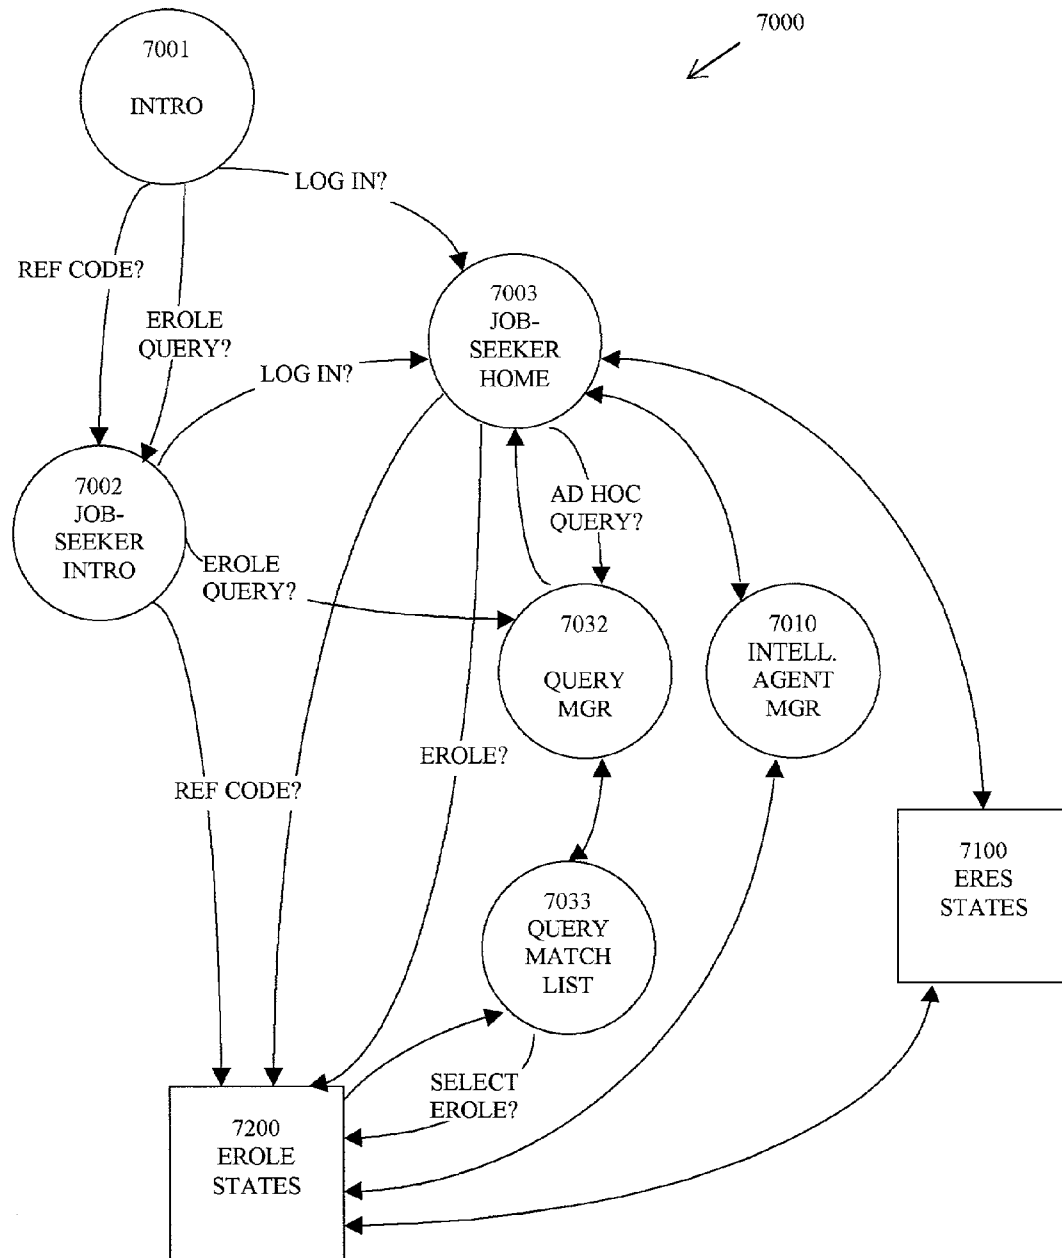 7000
7001
INTRO
LOG IN?
REF CODE?
EROLE
QUERY?
7003
JOB-
SEEKER
HOME
LOG IN?
7002
JOB-
SEEKER
INTRO
AD HOC
QUERY?
EROLE
QUERY?
7032
QUERY
MGR
7010
INTELL.
AGENT
MGR
EROLE?
REF CODE?
7100
ERES
STATES
7033
QUERY
MATCH
LIST
SELECT
EROLE?
7200
EROLE
STATES